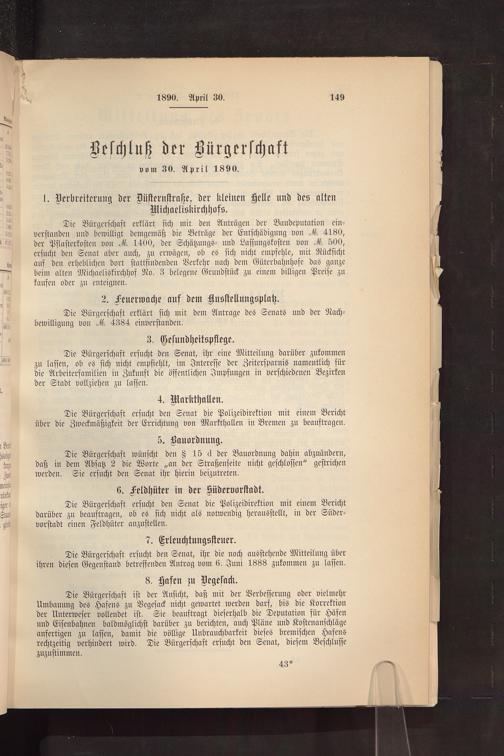 1890. April 30.
149
Beschluß der Bürgerschaft
vom 30. April 1890.
1. Verbreiterung der Düsternstraße, der kleinen Helle und des alten
Michaeliskirchhofs.
Die Bürgerschaft erklärt sich mit den Anträgen der Baudeputation ein-
verstanden und bewilligt demgemäß die Beträge der Entschädigung von ℳ. 4180,
der Pflasterkosten von ℳ. 1400, der Schätzungs- und Lassungskosten von ℳ. 500,
ersucht den Senat aber auch, zu erwägen, ob es sich nicht empfehle, mit Rücksicht
auf den erheblichen dort stattfindenden Verkehr nach dem Güterbahnhofe das ganze
beim alten Michaeliskirchhof No. 3 belegene Grundstück zu einem billigen Preise zu
kaufen oder zu enteignen.
2. Feuerwache auf dem Ausstellungsplatz.
Die Bürgerschaft erklärt sich mit dem Antrage des Senats und der Nach-
bewilligung von ℳ. 4384 einverstanden.
3. Gesundheitspflege.
Die Bürgerschaft ersucht den Senat, ihr eine Mitteilung darüber zukommen
zu lassen, ob es sich nicht empfiehlt, im Interesse der Zeitersparnis namentlich für
die Arbeiterfamilien in Zukunft die öffentlichen Impfungen in verschiedenen Bezirken
der Stadt vollziehen zu lassen.
4. Markthallen.
Die Bürgerschaft ersucht den Senat die Polizeidirektion mit einem Bericht
über die Zweckmäßigkeit der Errichtung von Markthallen in Bremen zu beauftragen.
5. Bauordnung.
Die Bürgerschaft wünscht den § 15 d der Bauordnung dahin abzuändern,
daß in dem Absatz 2 die Worte „an der Straßenseite nicht geschlossen“ gestrichen
werden. Sie ersucht den Senat ihr hierin beizutreten.
6. Feldhüter in der Südervorstadt.
Die Bürgerschaft ersucht den Senat die Polizeidirektion mit einem Bericht
darüber zu beauftragen, ob es sich nicht als notwendig herausstellt, in der Süder-
vorstadt einen Feldhüter anzustellen.
7. Erleuchtungssteuer.
Die Bürgerschaft ersucht den Senat, ihr die noch ausstehende Mitteilung über
ihren diesen Gegenstand betreffenden Antrag vom 6. Juni 1888 zukommen zu lassen.
8. Hafen zu Vegesack.
Die Bürgerschaft ist der Ansicht, daß mit der Verbesserung oder vielmehr
Umbauung des Hafens zu Vegesack nicht gewartet werden darf, bis die Korrektion
der Unterweser vollendet ist. Sie beauftragt dieserhalb die Deputation für Häfen
und Eisenbahnen baldmöglichst darüber zu berichten, auch Pläne und Kostenanschläge
anfertigen zu lassen, damit die völlige Unbrauchbarkeit dieses bremischen Hafens
rechtzeitig verhindert wird. Die Bürgerschaft ersucht den Senat, diesem Beschlusse
zuzustimmen.
43*